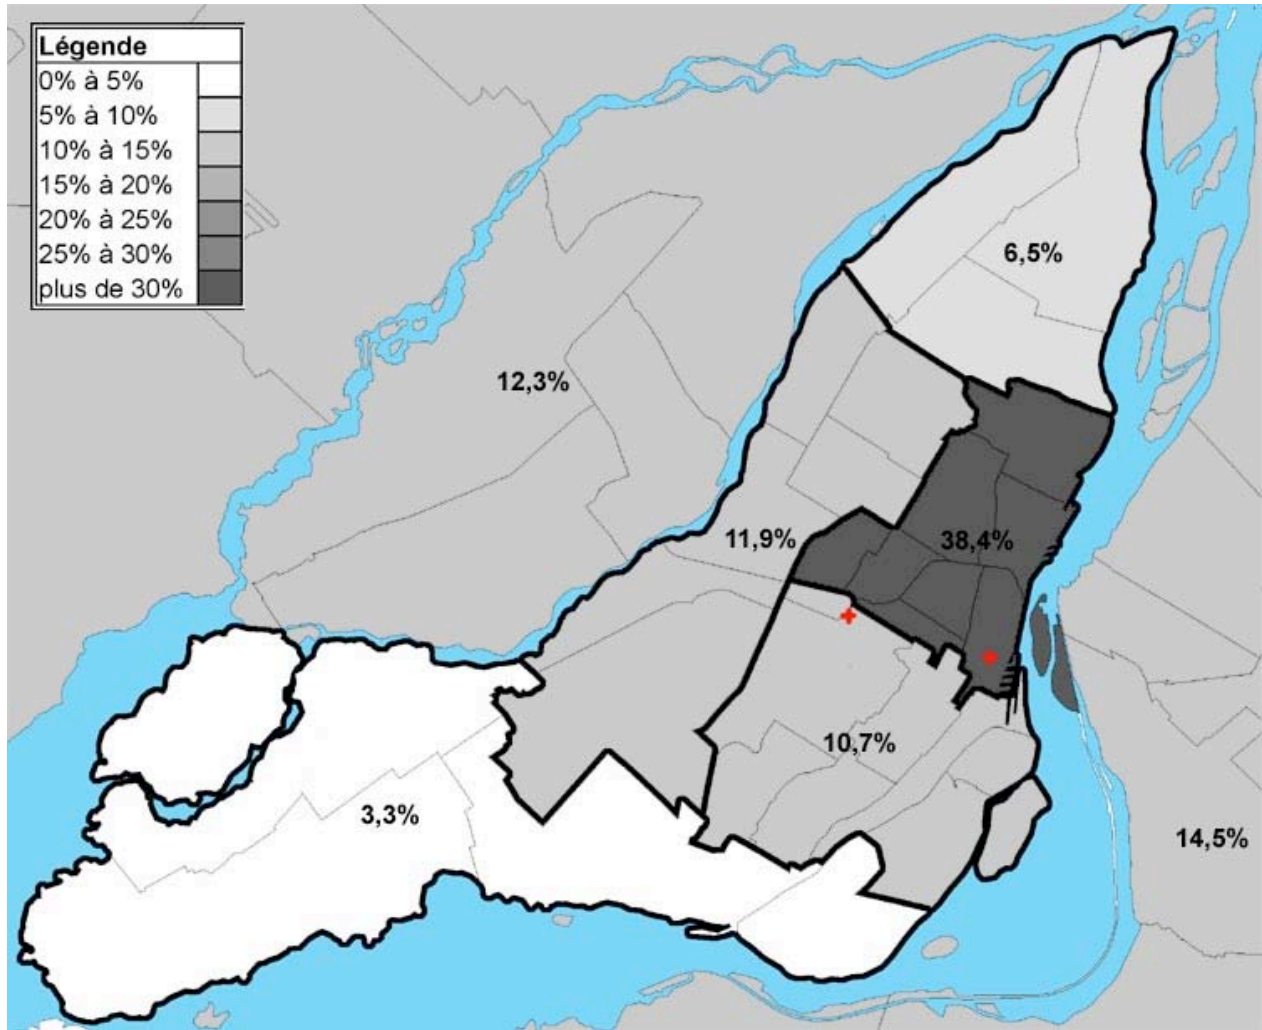 Légende
0% à 5%
5% à 10%
10% à 15%
15% à 20%
20% à 25%
25% à 30%
plus de 30%
6,5%
12,3%
11,9%
38,4%
10,7%
3,3%
14,5%